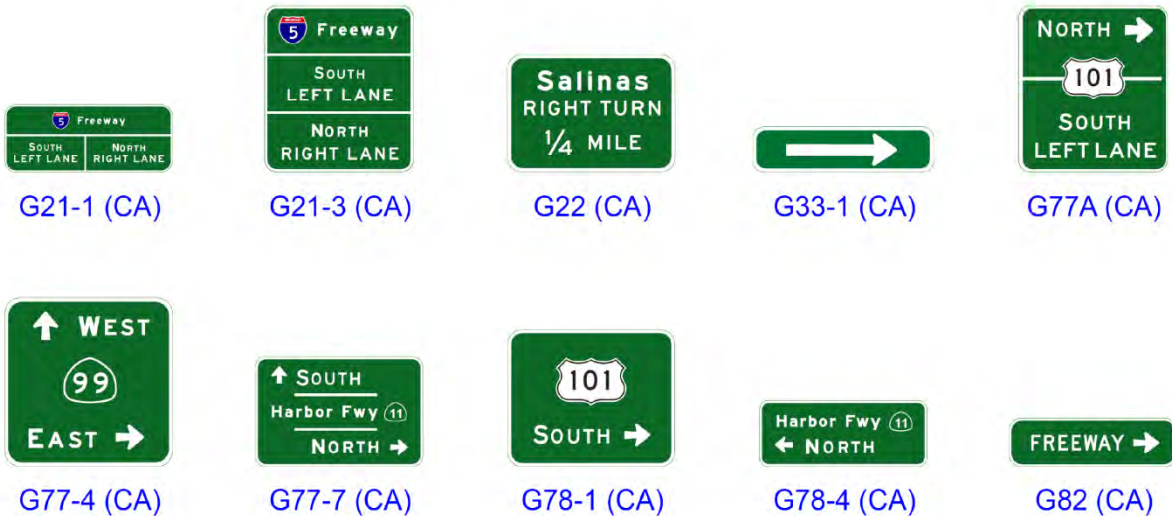 5 Freeway
SOUTH
LEFT LANE
NORTH
RIGHT LANE
G21-1 (CA)
5 Freeway
SOUTH
LEFT LANE
NORTH
RIGHT LANE
G21-3 (CA)
Salinas
RIGHT TURN
1/4 MILE
G22 (CA)
G33-1 (CA)
NORTH
101
SOUTH
LEFT LANE
G77A (CA)
WEST
99
EAST
G77-4 (CA)
SOUTH
Harbor Fwy 11
NORTH
G77-7 (CA)
101
SOUTH
G78-1 (CA)
Harbor Fwy 11
NORTH
G78-4 (CA)
FREEWAY
G82 (CA)